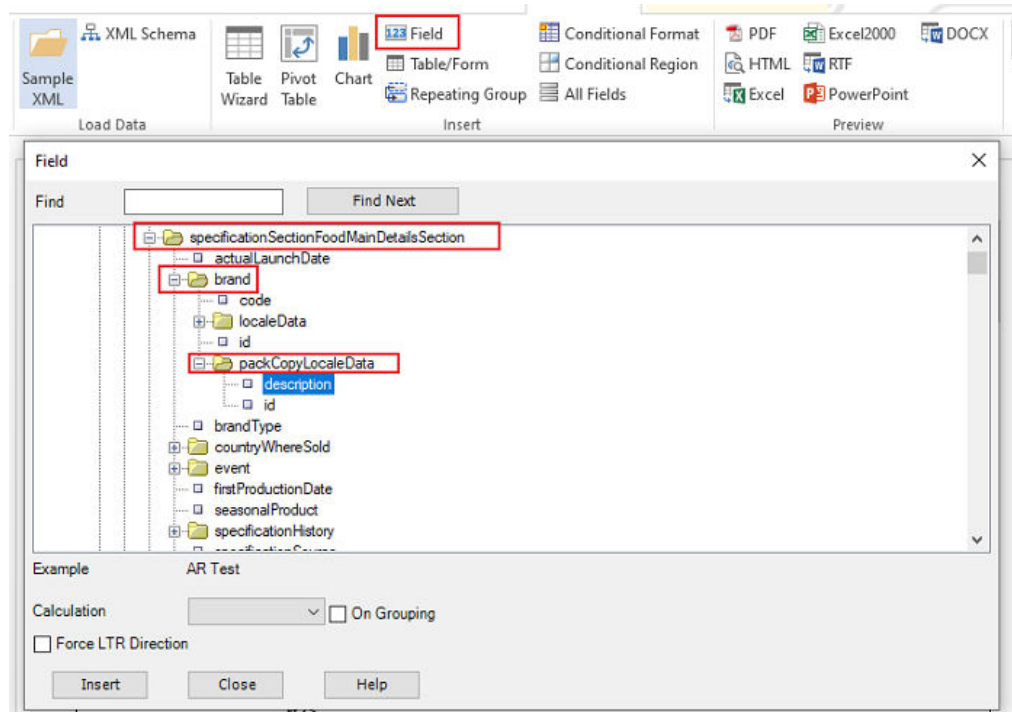 XML Schema
Sample
XML
Load Data
Table
Wizard
Pivot
Table
Chart
123 Field
Table/Form
Repeating Group
Conditional Format
Conditional Region
All Fields
Insert
PDF
Excel2000
DOCX
HTML
RTF
Excel
PowerPoint
Preview
Field
Find
Find Next
specificationSectionFoodMainDetailsSection
actualLaunchDate
brand
code
localeData
id
packCopyLocaleData
description
id
brandType
countryWhereSold
event
firstProductionDate
seasonalProduct
specificationHistory
Example AR Test
Calculation
On Grouping
Force LTR Direction
Insert Close Help